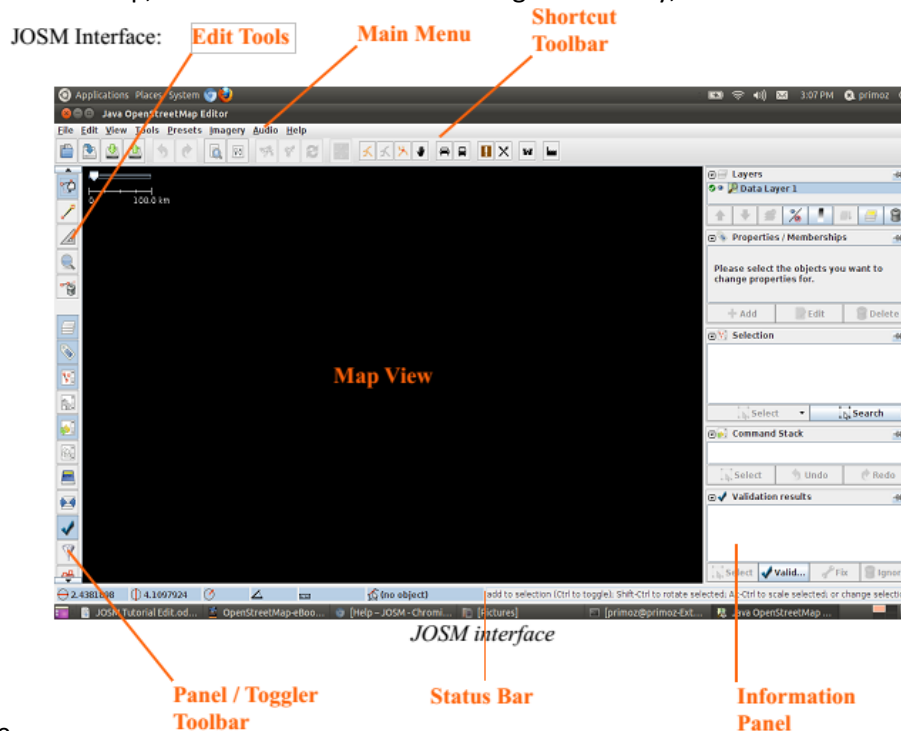 Shortcut
JOSM Interface: Edit Tools Main Menu Toolbar
Applications Places System 3:07 PM primoz
Java OpenStreetMap Editor
File Edit View Tools Presets Imagery Audio Help
Layers
Data Layer 1
0 100.0 km
Properties / Memberships
Please select the objects you want to
change properties for.
Add Edit Delete
Selection
Map View
Select Search
Command Stack
Select Undo Redo
Validation results
Select Valid... Fix Ignor
4.1097924 (no object) add to selection (Ctrl to toggle); Shift-Ctrl to rotate selected; Alt-Ctrl to scale selected; or change selecti
JOSM Tutorial Edit.od... OpenStreetMap-eBoo... [Help – JOSM - Chromi... [Pictures] [primoz@primoz-Ext... Java OpenStreetMap ...
JOSM interface
Panel / Toggler Status Bar Information
Toolbar Panel